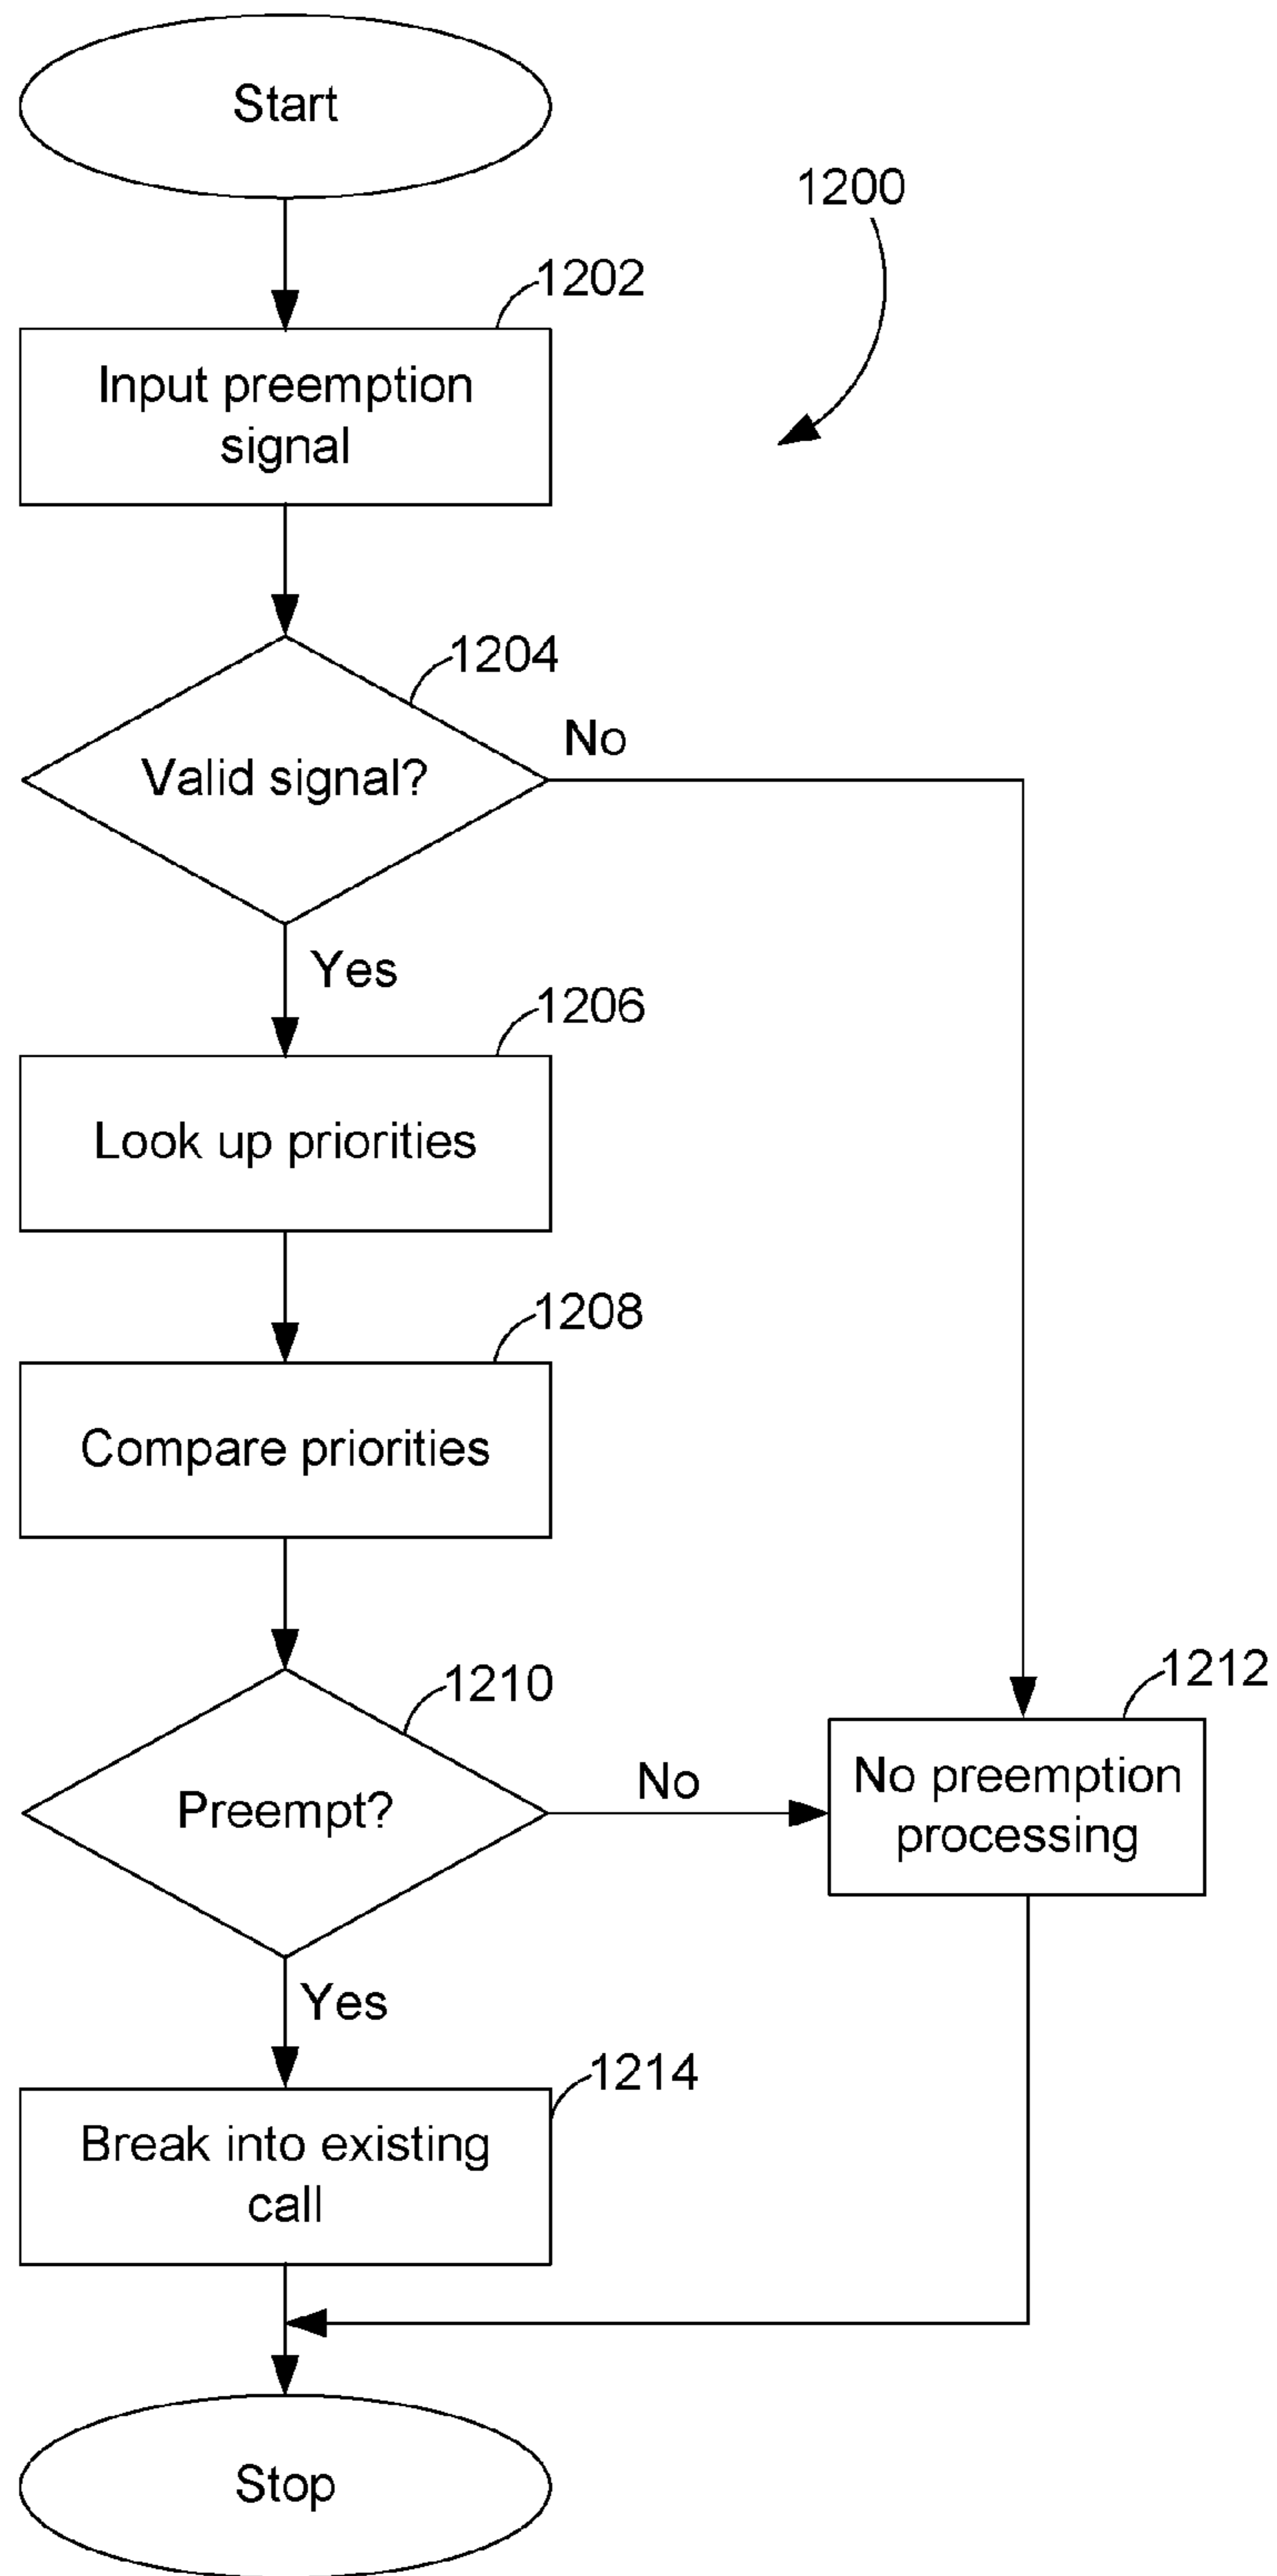 Start
1200
1202
Input preemption
signal
1204
No
Valid signal?
Yes
1206
Look up priorities
1208
Compare priorities
1210
1212
No
No preemption
processing
Preempt?
Yes
1214
Break into existing
call
Stop